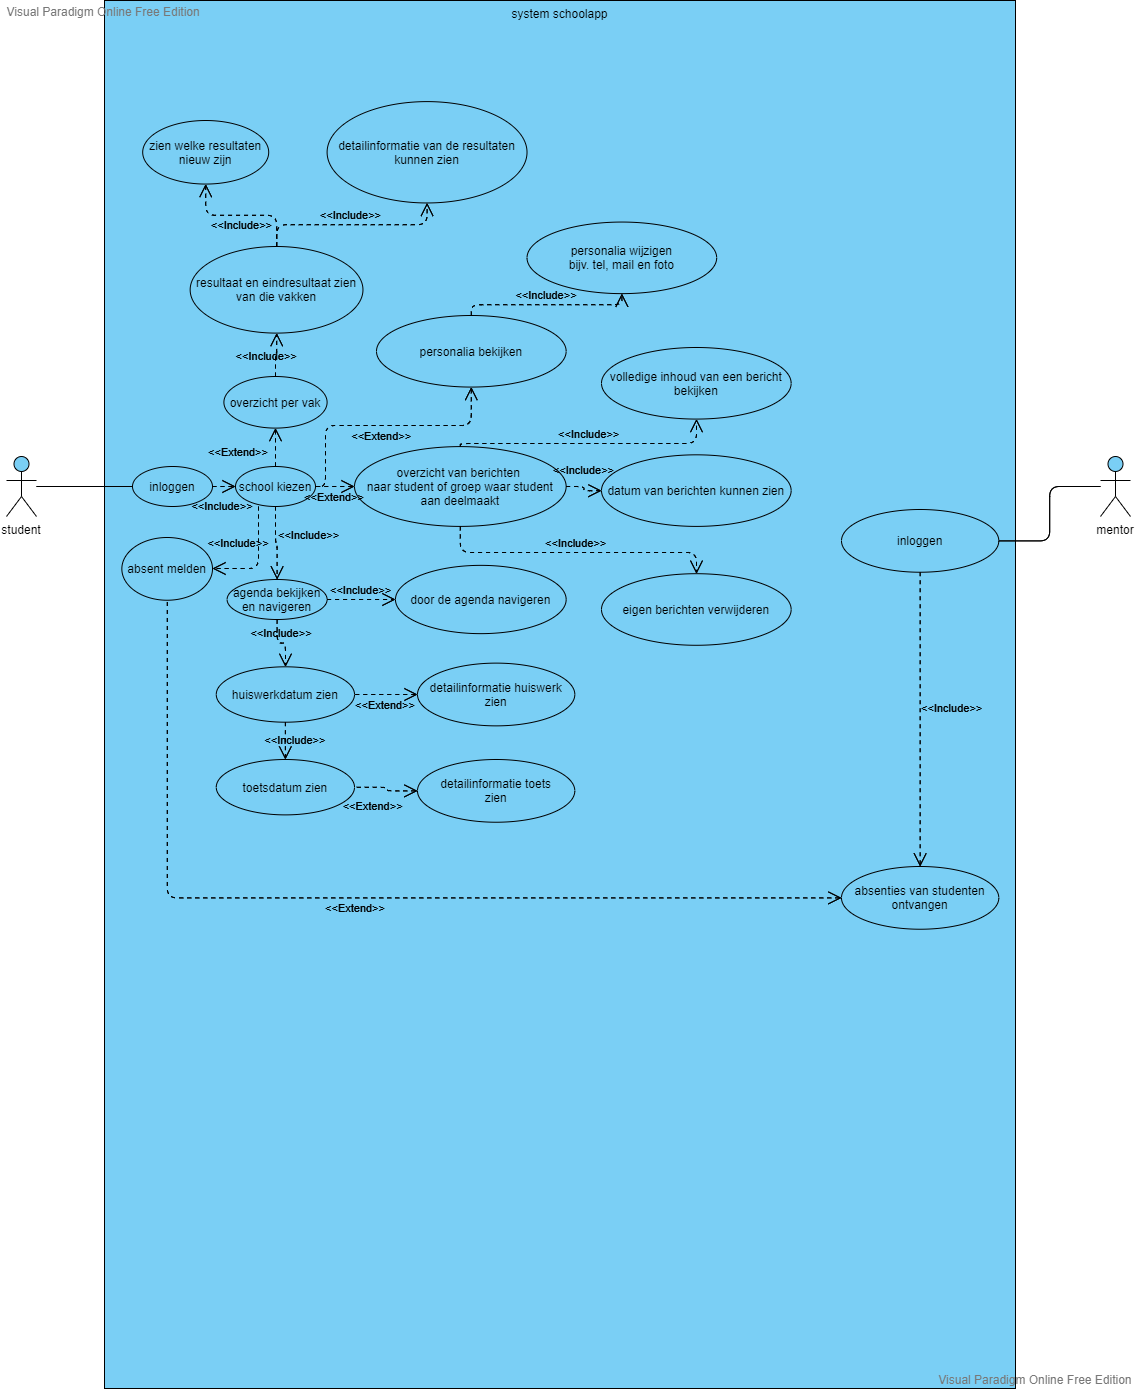 Visual Paradigm Online Free Edition
system schoolapp
zien welke resultaten
nieuw zijn
detailinformatie van de resultaten
kunnen zien
<<Include>>
<<Include>>
resultaat en eindresultaat zien
van die vakken
personalia wijzigen
bijv. tel, mail en foto
<<Include>>
<<Include>>
personalia bekijken
volledige inhoud van een bericht
bekijken
overzicht per vak
<<Extend>>
<<Include>>
<<Extend>>
overzicht van berichten
naar student of groep waar student
aan deelmaakt
<<Include>>
datum van berichten kunnen zien
inloggen
school kiezen
<<Extend>>
<<Include>>
student
mentor
inloggen
<<Include>>
<<Include>>
<<Include>>
absent melden
agenda bekijken
en navigeren
<<Include>>
door de agenda navigeren
eigen berichten verwijderen
<<Include>>
huiswerkdatum zien
detailinformatie huiswerk
zien
<<Extend>>
<<Include>>
<<Include>>
toetsdatum zien
detailinformatie toets
zien
<<Extend>>
absenties van studenten
ontvangen
<<Extend>>
Visual Paradigm Online Free Edition